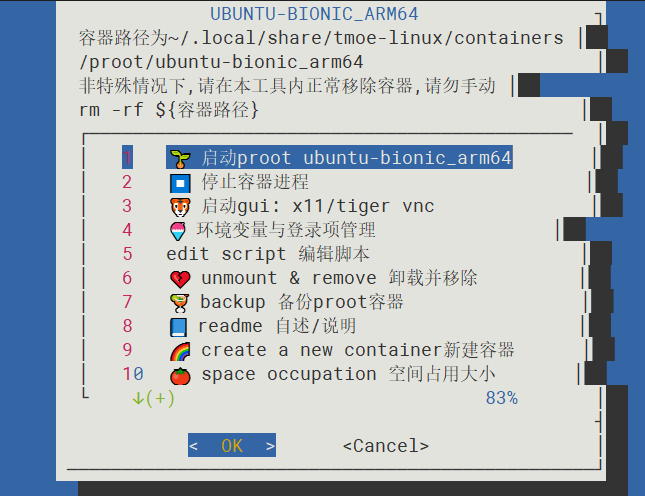 UBUNTU-BIONIC_ARM64
容器路径为~/.local/share/tmoe-linux/containers
/proot/ubuntu-bionic_arm64
非特殊情况下,请在本工具内正常移除容器,请勿手动
rm -rf ${容器路径}
1 🌱 启动proot ubuntu-bionic_arm64
2 ⏹️ 停止容器进程
3 🐯 启动gui: x11/tiger vnc
4 🍧 环境变量与登录项管理
5 edit script 编辑脚本
6 💔 unmount & remove 卸载并移除
7 🍹 backup 备份proot容器
8 📘 readme 自述/说明
9 🌈 create a new container新建容器
10 🍅 space occupation 空间占用大小
↓(+) 83%
< OK > <Cancel>